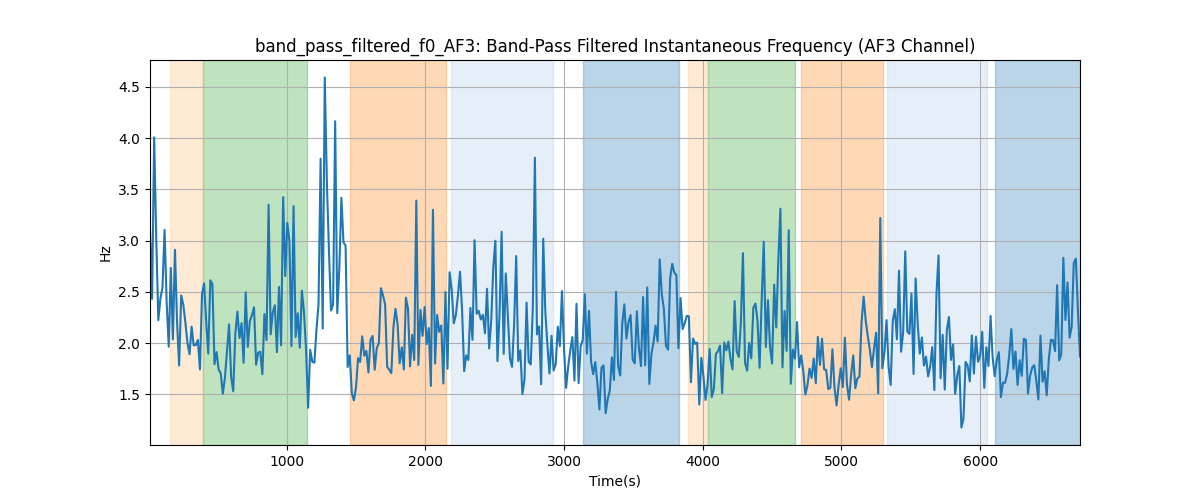 band_pass_filtered_f0_AF3: Band-Pass Filtered Instantaneous Frequency (AF3 Channel)
4.5
4.0
3.5
3.0
2.5
2.0
1.5
Hz
1000 2000 3000 4000 5000 6000
Time(s)